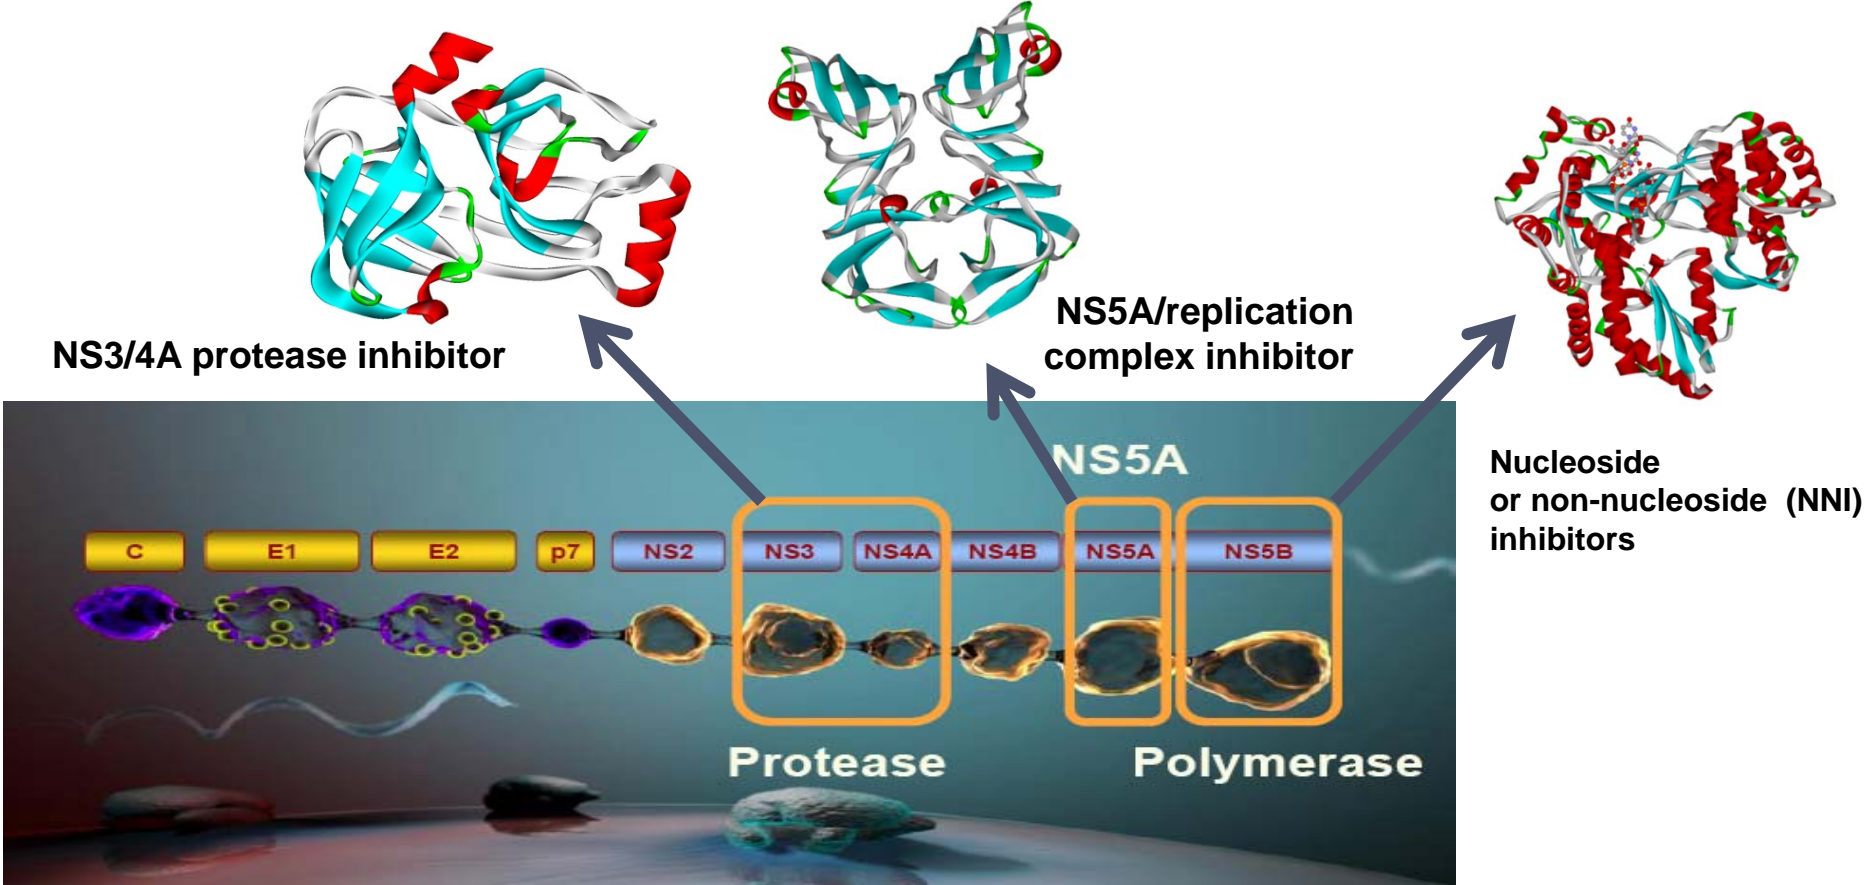 NS3/4A protease inhibitor
NS5A/replication
complex inhibitor
Nucleoside
or non-nucleoside (NNI)
inhibitors
NS5A
C E1 E2 p7 NS2 NS3 NS4A NS4B NS5A NS5B
Protease
Polymerase